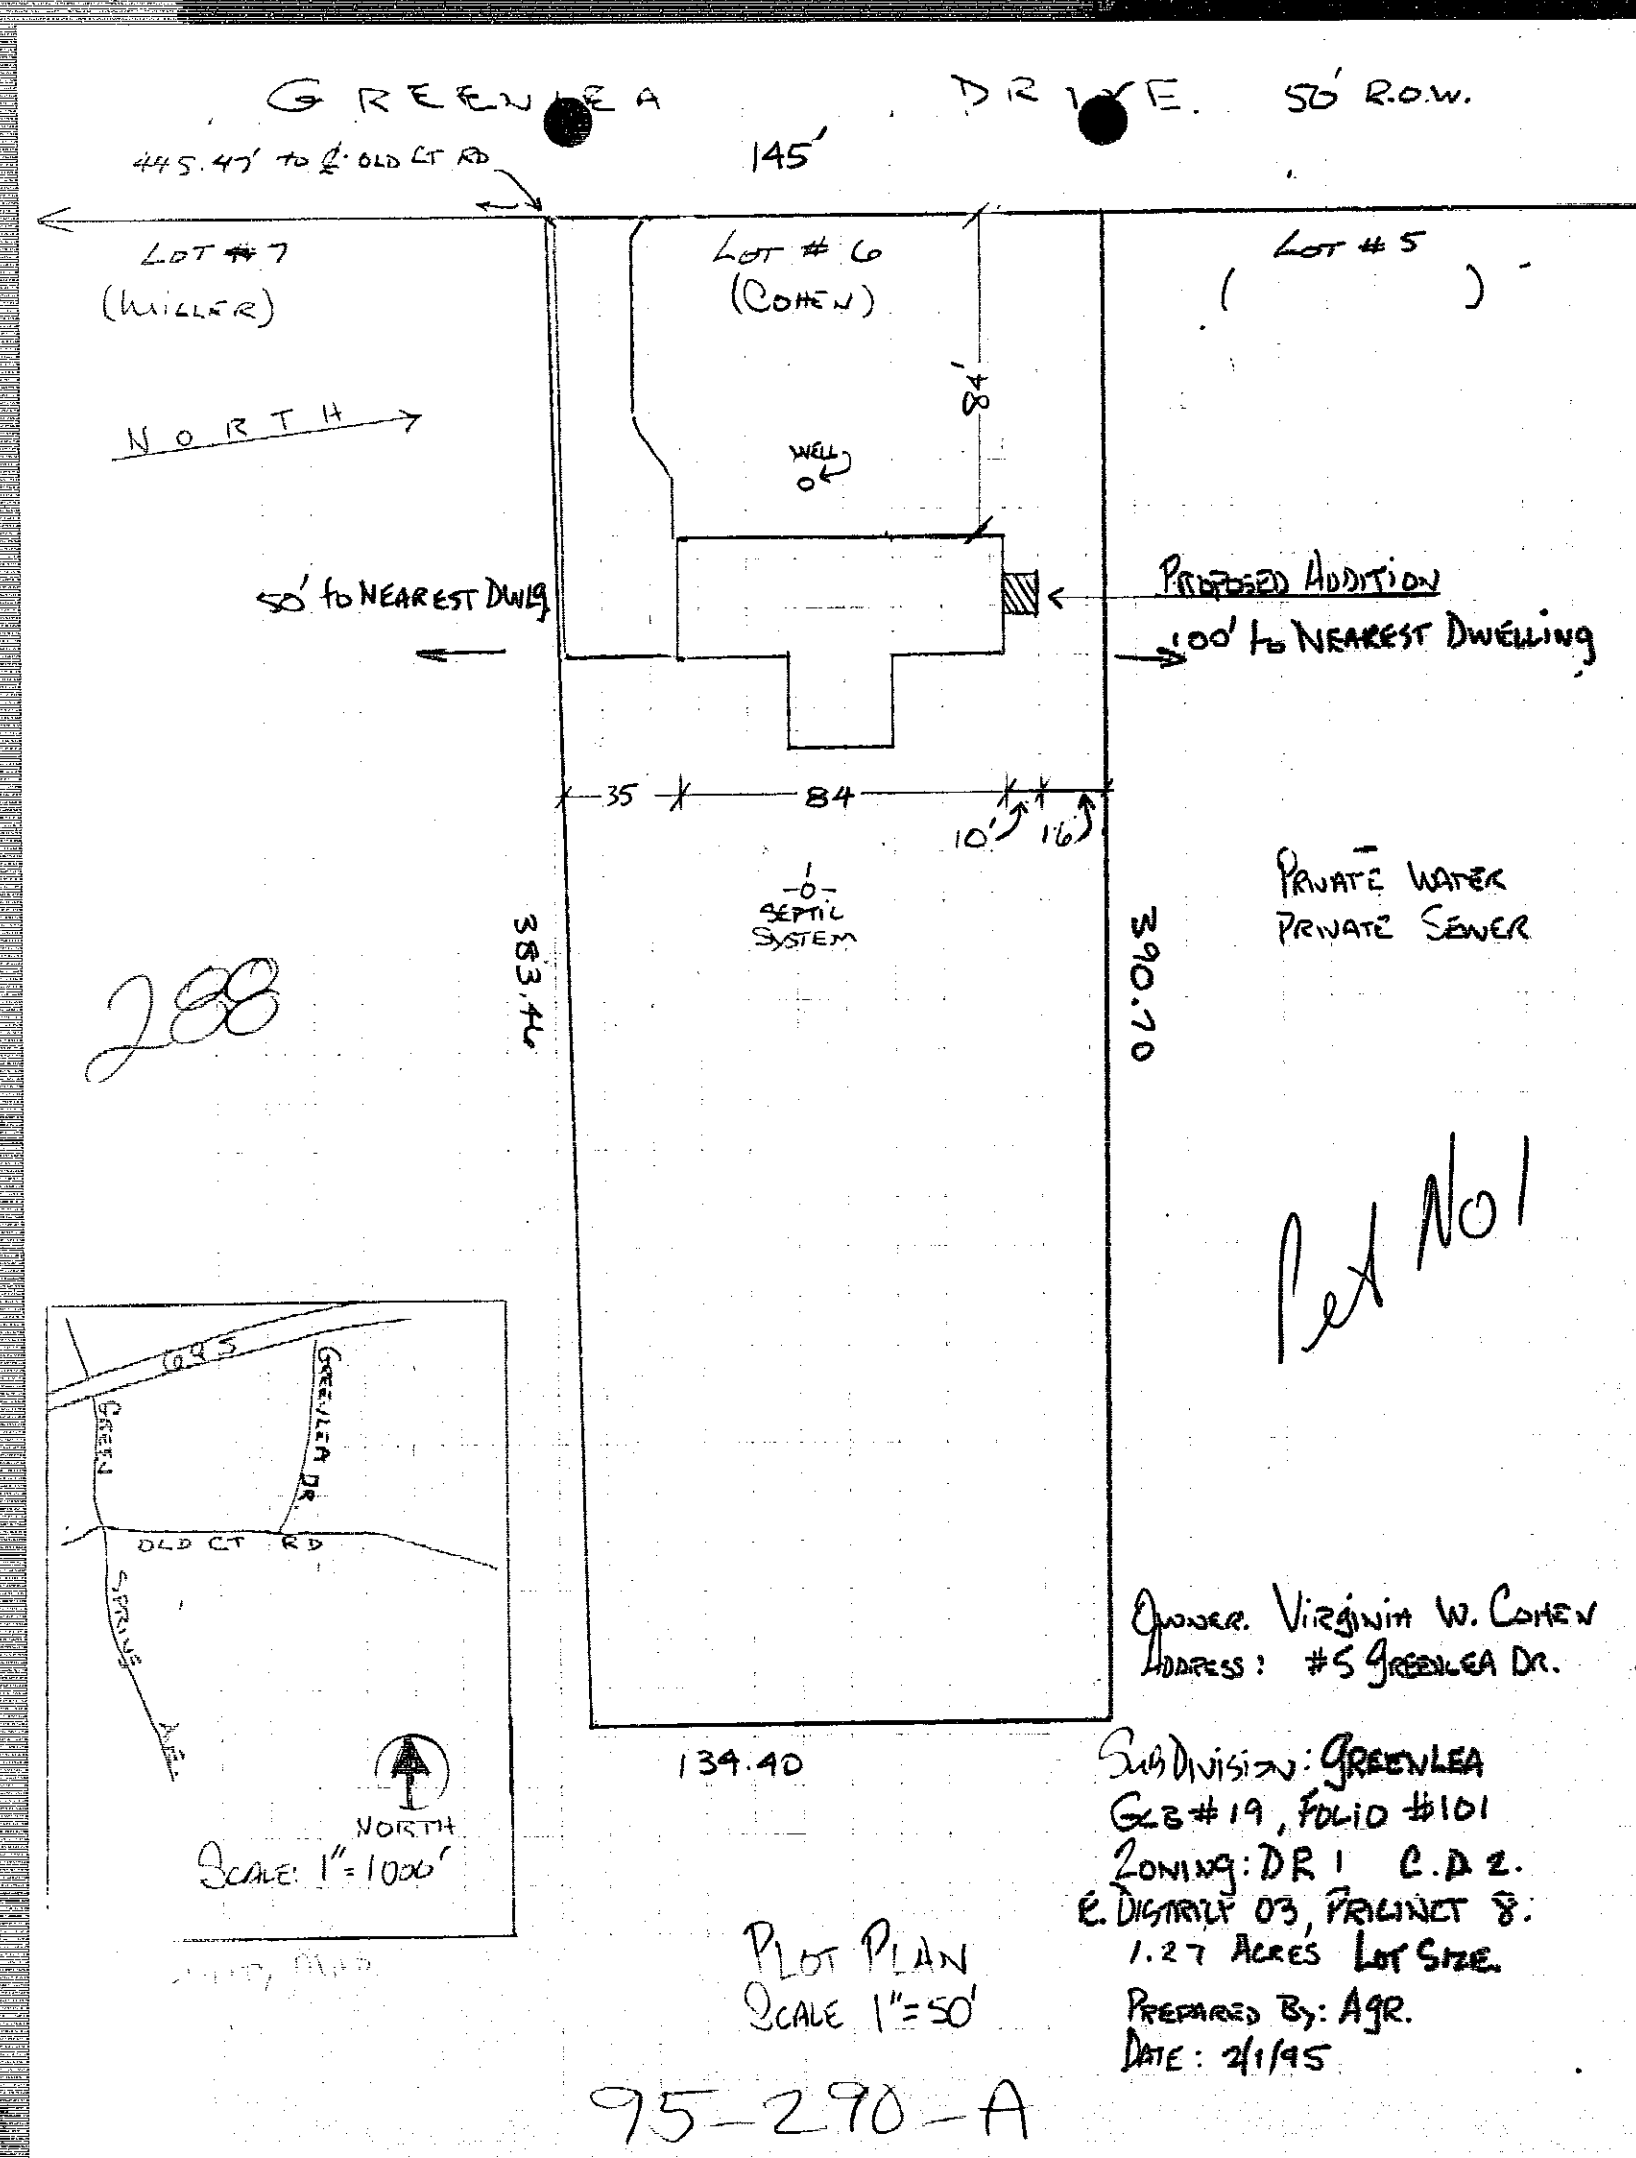 GREENLEA DRIVE. 50' R.O.W.
445.47' to ℄ OLD CT RD
145'
LOT #7
(MILLER)
LOT # 6
(COHEN)
LOT # 5
( )
NORTH
84'
WELL
50' to NEAREST DWLg
PROPOSED ADDITION
100' to NEAREST DWELLINg
35
84
10'
16'
SEPTIC
SYSTEM
PRIVATE WATER
PRIVATE SEWER
383.46
390.70
288
Pet No 1
695
GREENLEA DR
GREEN
OLD CT RD
SPRING
AVE.
NORTH
SCALE: 1"=1000'
134.40
OWNER. VIRGINIA W. COHEN
ADDRESS: #5 GREENLEA DR.
SUBDIVISION: GREENLEA
GLB # 19, FOLIO #101
ZONING: DR 1 C.D 2.
E. DISTRICT 03, PRECINCT 8.
1.27 ACRES LOT SIZE.
PLOT PLAN
SCALE 1"=50'
PREPARED By: AgR.
DATE: 2/1/95
95-290-A